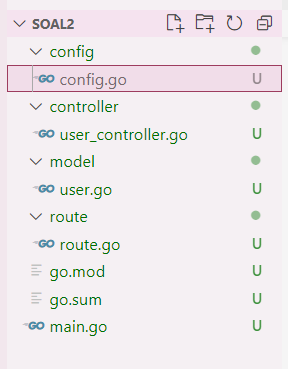 SOAL2
config
GO config.go U
controller
GO user_controller.go U
model
GO user.go U
route
GO route.go U
go.mod U
go.sum U
GO main.go U